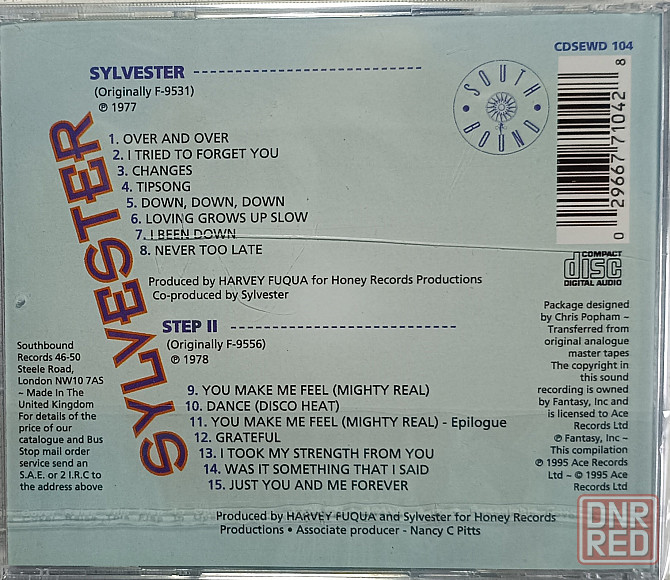 CDSEWD 104
SYLVESTER
(Originally F-9531)
℗ 1977
SOUTH BOUND
8
0 29667 71042
SYLVESTER
1. OVER AND OVER
2. I TRIED TO FORGET YOU
3. CHANGES
4. TIPSONG
5. DOWN, DOWN, DOWN
6. LOVING GROWS UP SLOW
7. I BEEN DOWN
8. NEVER TOO LATE
COMPACT
disc
DIGITAL AUDIO
Produced by HARVEY FUQUA for Honey Records Productions
Co-produced by Sylvester
STEP II
(Originally F-9556)
℗ 1978
9. YOU MAKE ME FEEL (MIGHTY REAL)
10. DANCE (DISCO HEAT)
11. YOU MAKE ME FEEL (MIGHTY REAL) - Epilogue
12. GRATEFUL
13. I TOOK MY STRENGTH FROM YOU
14. WAS IT SOMETHING THAT I SAID
15. JUST YOU AND ME FOREVER
Produced by HARVEY FUQUA and Sylvester for Honey Records
Productions • Associate producer - Nancy C Pitts
Southbound
Records 46-50
Steele Road,
London NW10 7AS
~ Made In The
United Kingdom
For details of the
price of our
catalogue and Bus
Stop mail order
service send an
S.A.E. or 2 I.R.C to
the address above
Package designed
by Chris Popham ~
Transferred from
original analogue
master tapes
The copyright in
this sound
recording is owned
by Fantasy, Inc and
is licensed to Ace
Records Ltd
℗ Fantasy, Inc ~
This compilation
℗ 1995 Ace Records
Ltd ~ © 1995 Ace
Records Ltd
DNR
RED